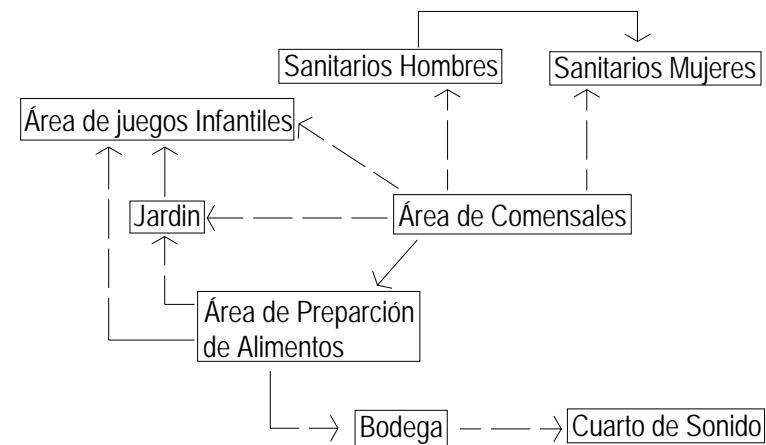 Sanitarios Hombres
Sanitarios Mujeres
Área de juegos Infantiles
Jardin
Área de Comensales
Área de Preparción
de Alimentos
Bodega
Cuarto de Sonido